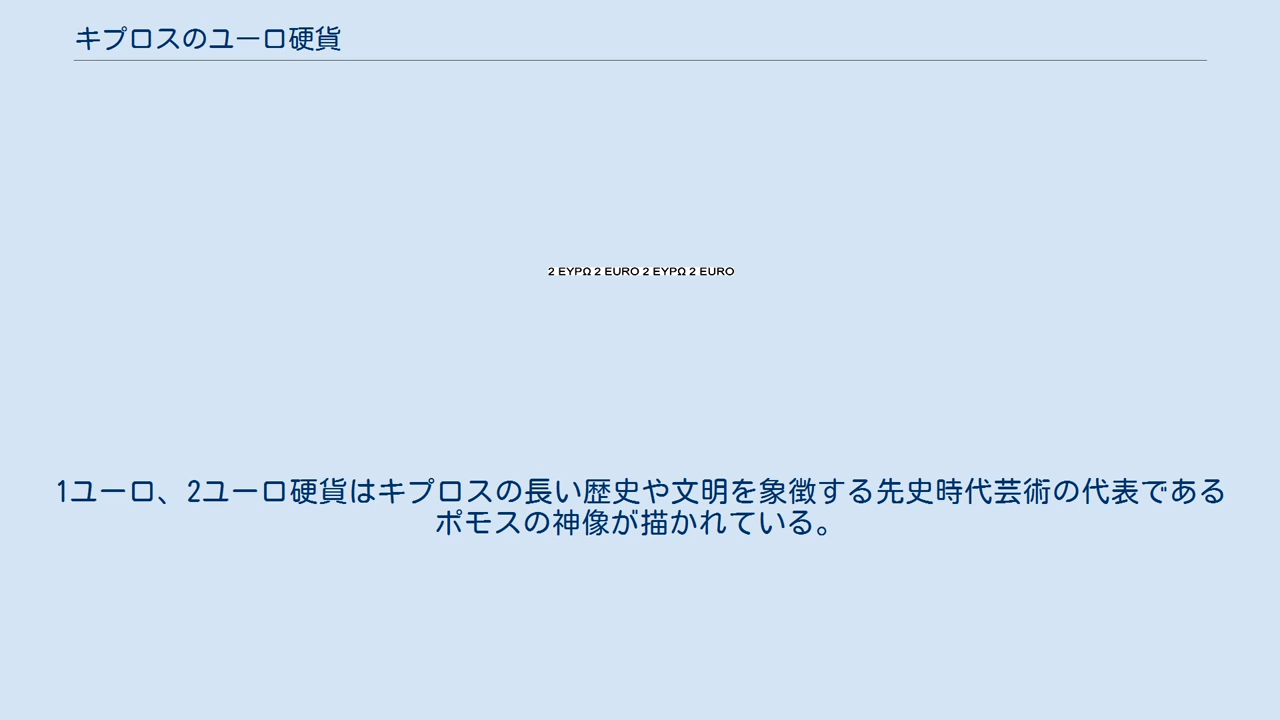 キプロスのユーロ硬貨
2 ΕΥΡΩ 2 EURO 2 ΕΥΡΩ 2 EURO
1ユーロ、2ユーロ硬貨はキプロスの長い歴史や文明を象徴する先史時代芸術の代表である
ポモスの神像が描かれている。